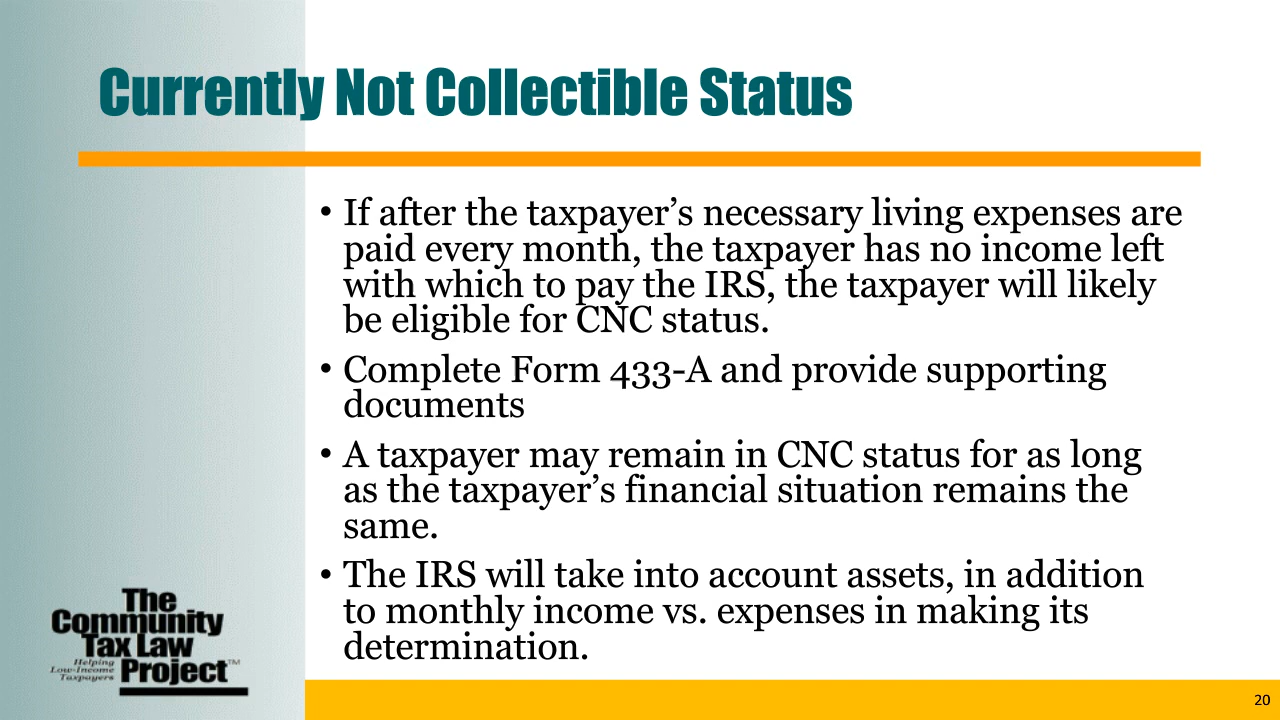 Currently Not Collectible Status
• If after the taxpayer’s necessary living expenses are
paid every month, the taxpayer has no income left
with which to pay the IRS, the taxpayer will likely
be eligible for CNC status.
• Complete Form 433-A and provide supporting
documents
• A taxpayer may remain in CNC status for as long
as the taxpayer’s financial situation remains the
same.
• The IRS will take into account assets, in addition
to monthly income vs. expenses in making its
determination.
The
Community
Tax Law
Helping
Low-Income
Taxpayers
Project™
20